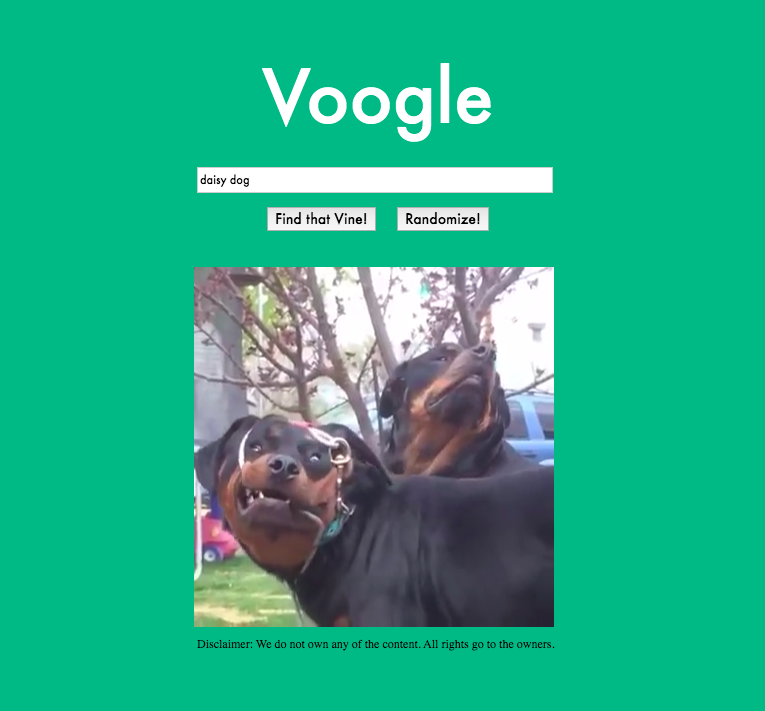 Voogle
daisy dog
Find that Vine! Randomize!
Disclaimer: We do not own any of the content. All rights go to the owners.